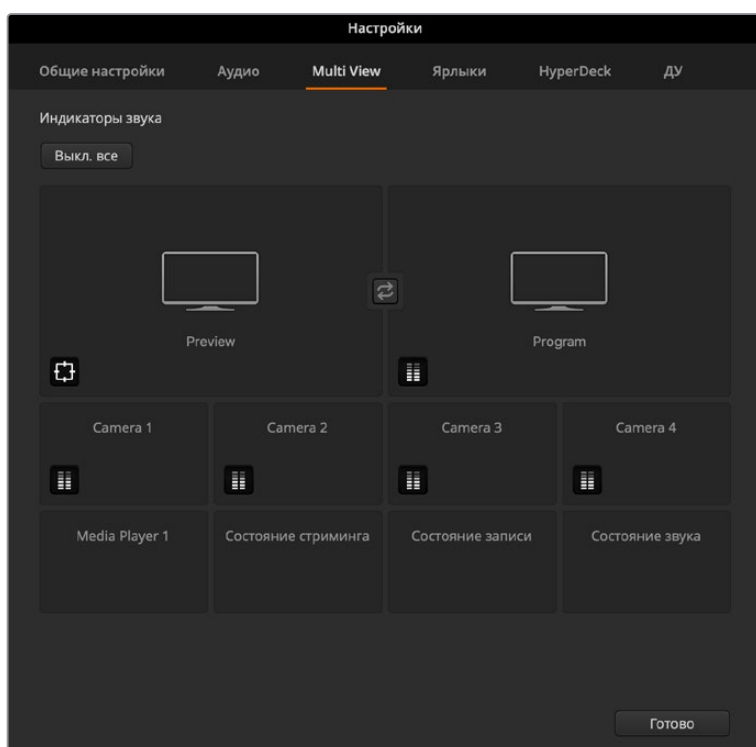 Настройки
Общие настройки Аудио Multi View Ярлыки HyperDeck ДУ
Индикаторы звука
Выкл. все
Preview Program
Camera 1 Camera 2 Camera 3 Camera 4
Media Player 1 Состояние стриминга Состояние записи Состояние звука
Готово